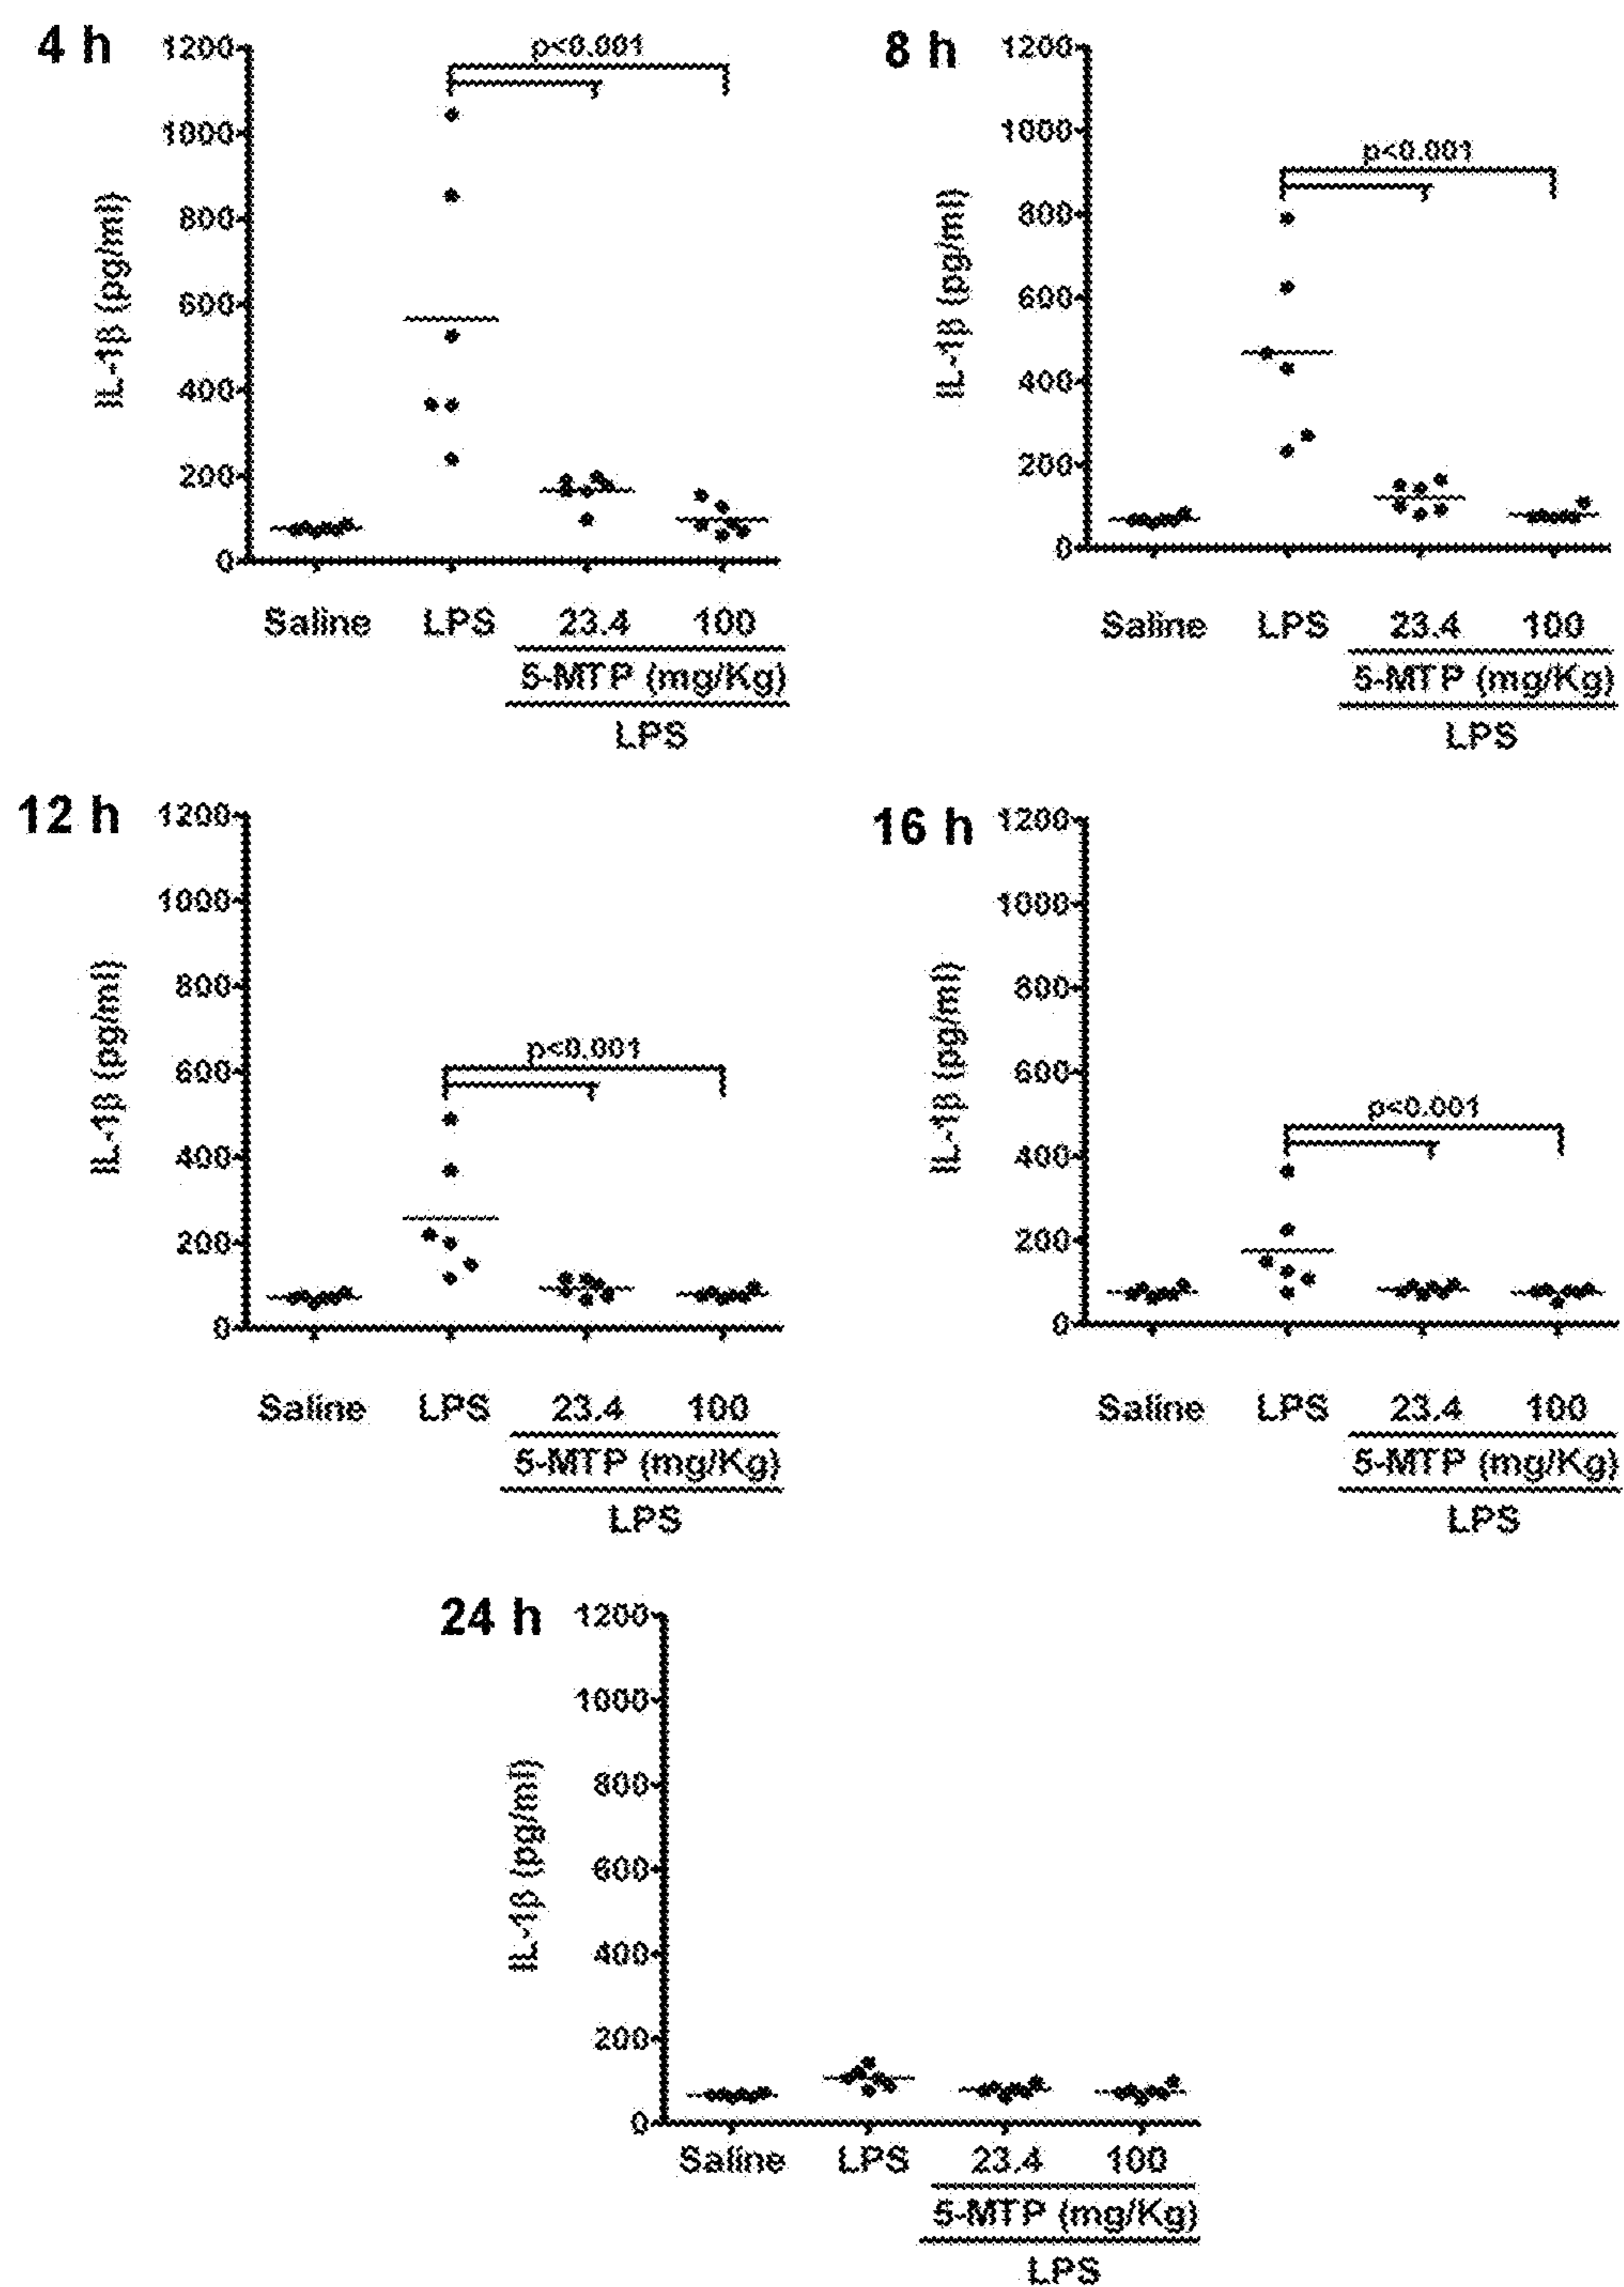 4 h
p<0.001
1200
1000
800
600
400
200
0
IL-1β (pg/ml)
Saline LPS 23.4 100
5-MTP (mg/Kg)
LPS
8 h
p<0.001
1200
1000
800
600
400
200
0
IL-1β (pg/ml)
Saline LPS 23.4 100
5-MTP (mg/Kg)
LPS
12 h
p<0.001
1200
1000
800
600
400
200
0
IL-1β (pg/ml)
Saline LPS 23.4 100
5-MTP (mg/Kg)
LPS
16 h
p<0.001
1200
1000
800
600
400
200
0
IL-1β (pg/ml)
Saline LPS 23.4 100
5-MTP (mg/Kg)
LPS
24 h
1200
1000
800
600
400
200
0
IL-1β (pg/ml)
Saline LPS 23.4 100
5-MTP (mg/Kg)
LPS